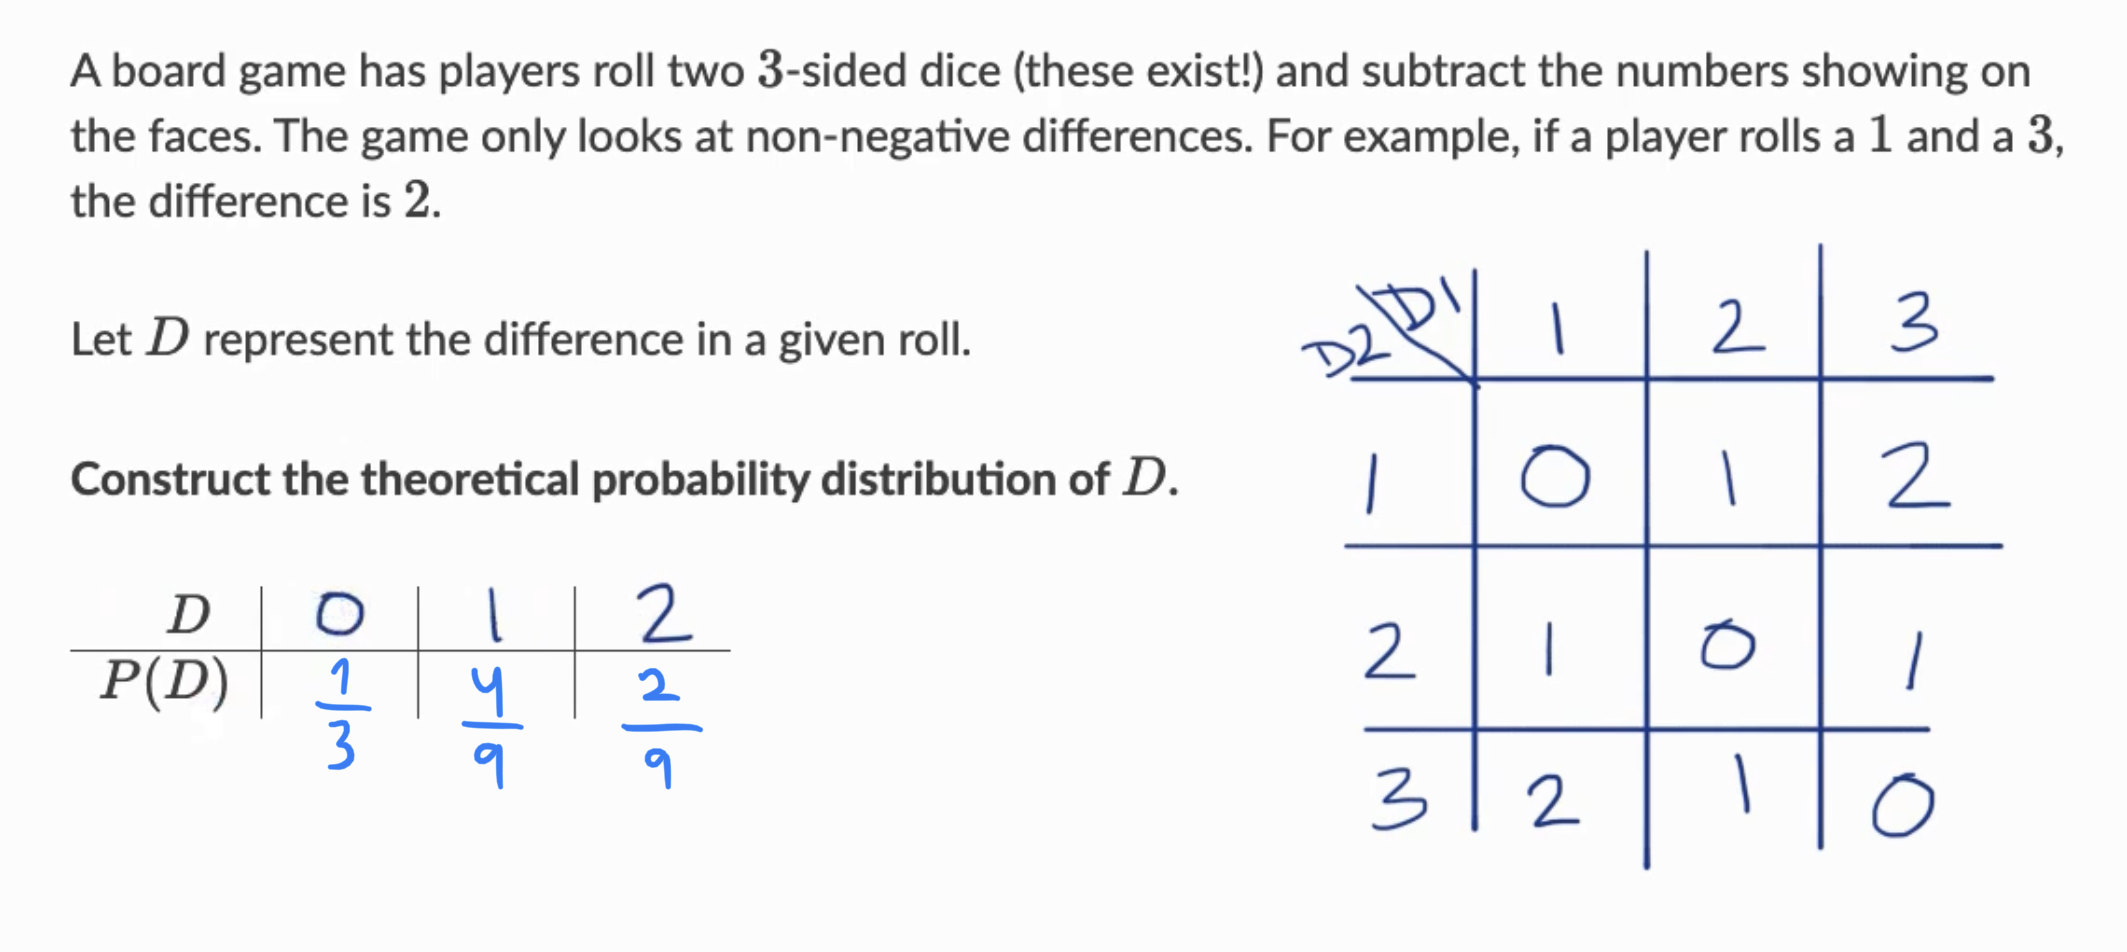 A board game has players roll two 3-sided dice (these exist!) and subtract the numbers showing on
the faces. The game only looks at non-negative differences. For example, if a player rolls a 1 and a 3,
the difference is 2.
Let D represent the difference in a given roll.
Construct the theoretical probability distribution of D.
D 0 1 2
P(D) 1/3 4/9 2/9
D2 D1 1 2 3
1 0 1 2
2 1 0 1
3 2 1 0